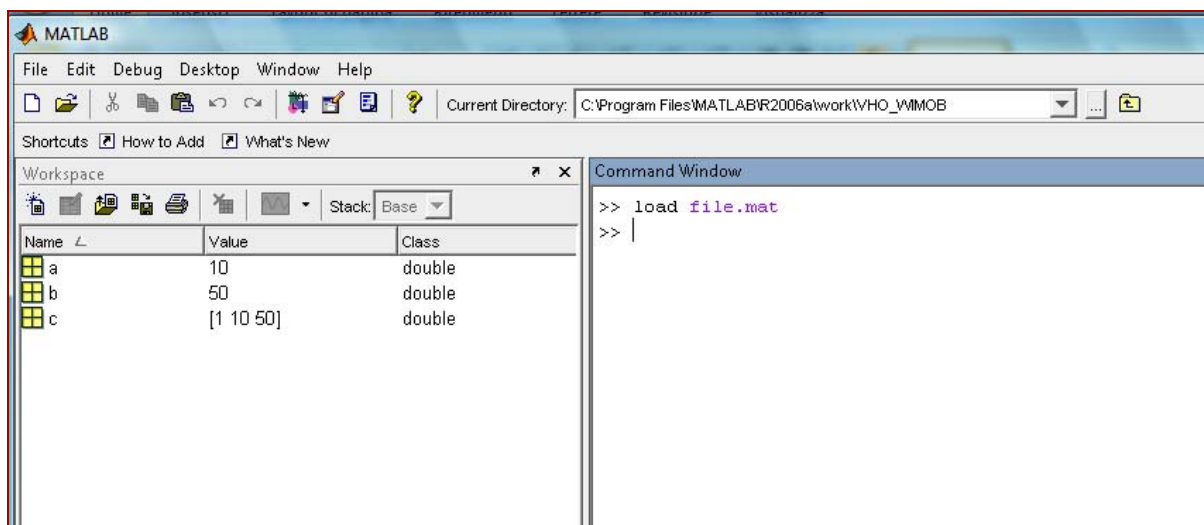 MATLAB
File Edit Debug Desktop Window Help
Current Directory: C:\Program Files\MATLAB\R2006a\work\VHO_WIMOB ...
Shortcuts How to Add What's New
Workspace
Stack: Base
Name Value Class
a 10 double
b 50 double
c [1 10 50] double
Command Window
>> load file.mat
>>